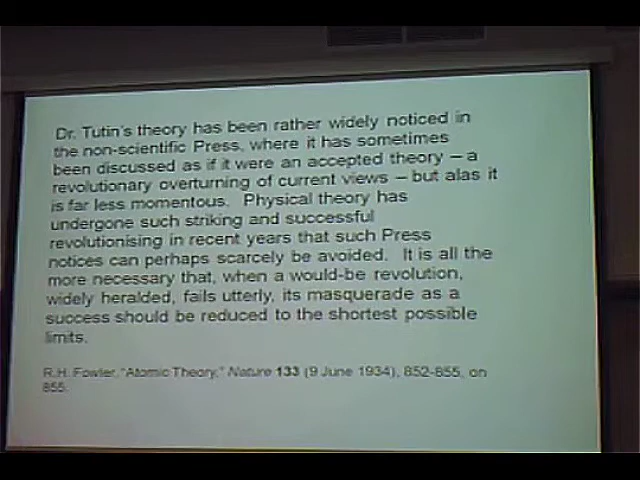 Dr. Tutin's theory has been rather widely noticed in
the non-scientific Press, where it has sometimes
been discussed as if it were an accepted theory – a
revolutionary overturning of current views – but alas it
is far less momentous. Physical theory has
undergone such striking and successful
revolutionising in recent years that such Press
notices can perhaps scarcely be avoided. It is all the
more necessary that, when a would-be revolution,
widely heralded, fails utterly, its masquerade as a
success should be reduced to the shortest possible
limits.
R.H. Fowler, "Atomic Theory," Nature 133 (9 June 1934), 852-855, on
855.